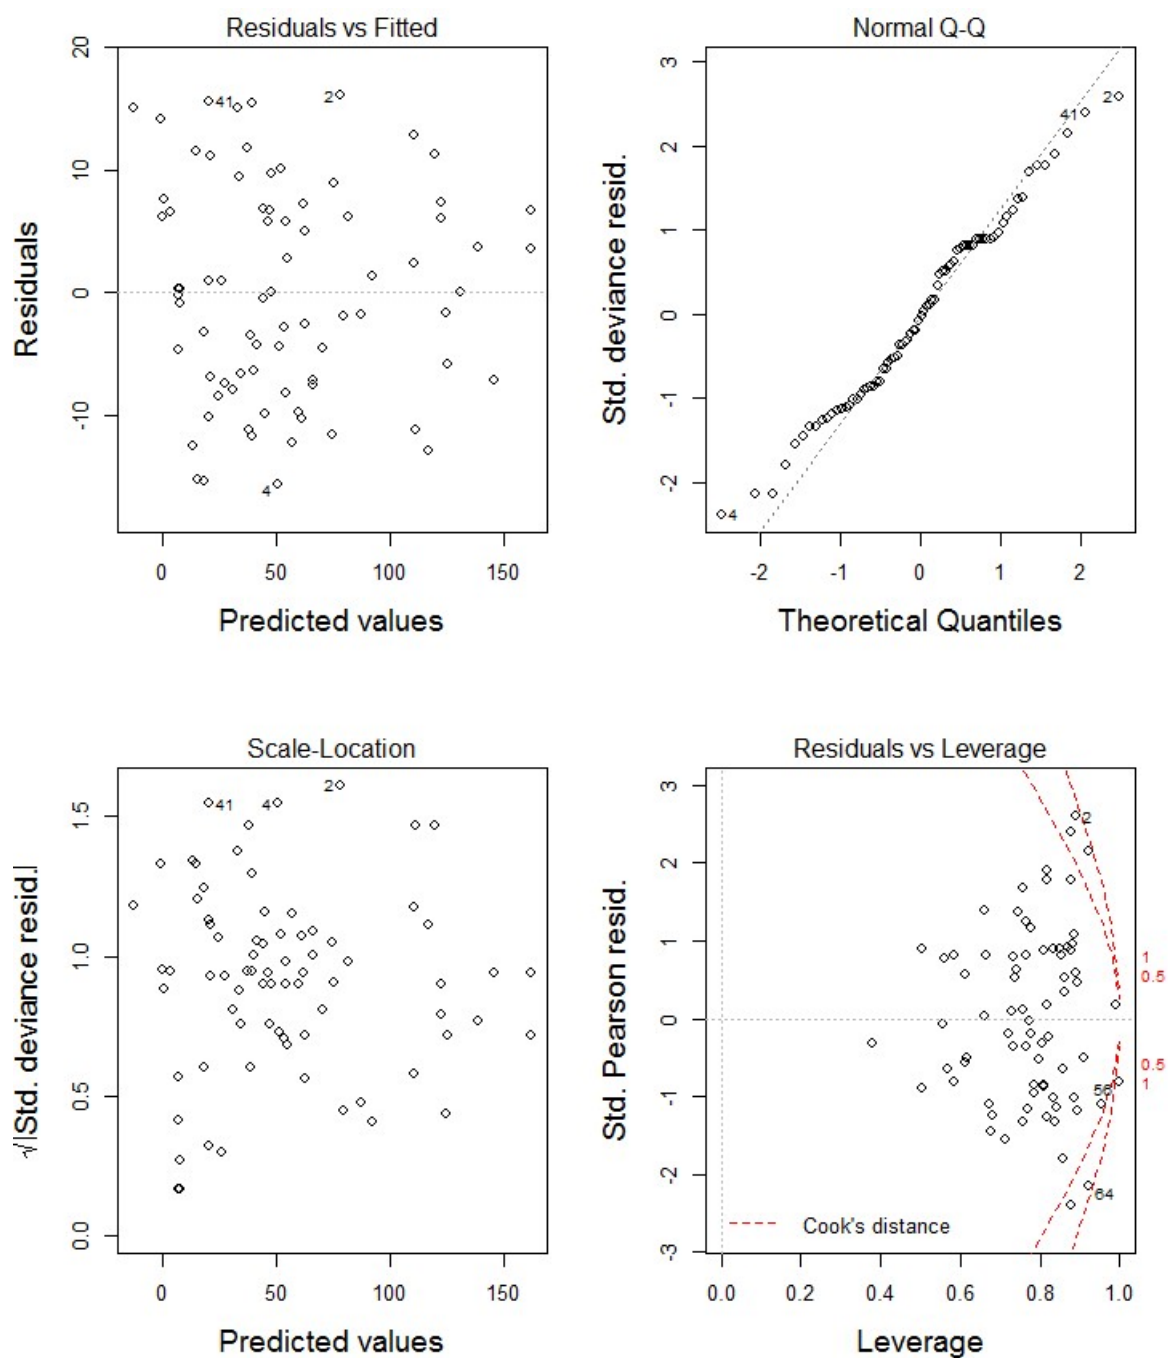 Residuals vs Fitted
20
10
0
-10
Residuals
41
2
4
0 50 100 150
Predicted values
Normal Q-Q
3
2
1
0
-1
-2
Std. deviance resid.
2
41
4
-2 -1 0 1 2
Theoretical Quantiles
Scale-Location
1.5
1.0
0.5
0.0
√|Std. deviance resid.|
41
4
2
0 50 100 150
Predicted values
Residuals vs Leverage
3
2
1
0
-1
-2
-3
Std. Pearson resid.
2
56
64
1
0.5
0.5
1
Cook's distance
0.0 0.2 0.4 0.6 0.8 1.0
Leverage